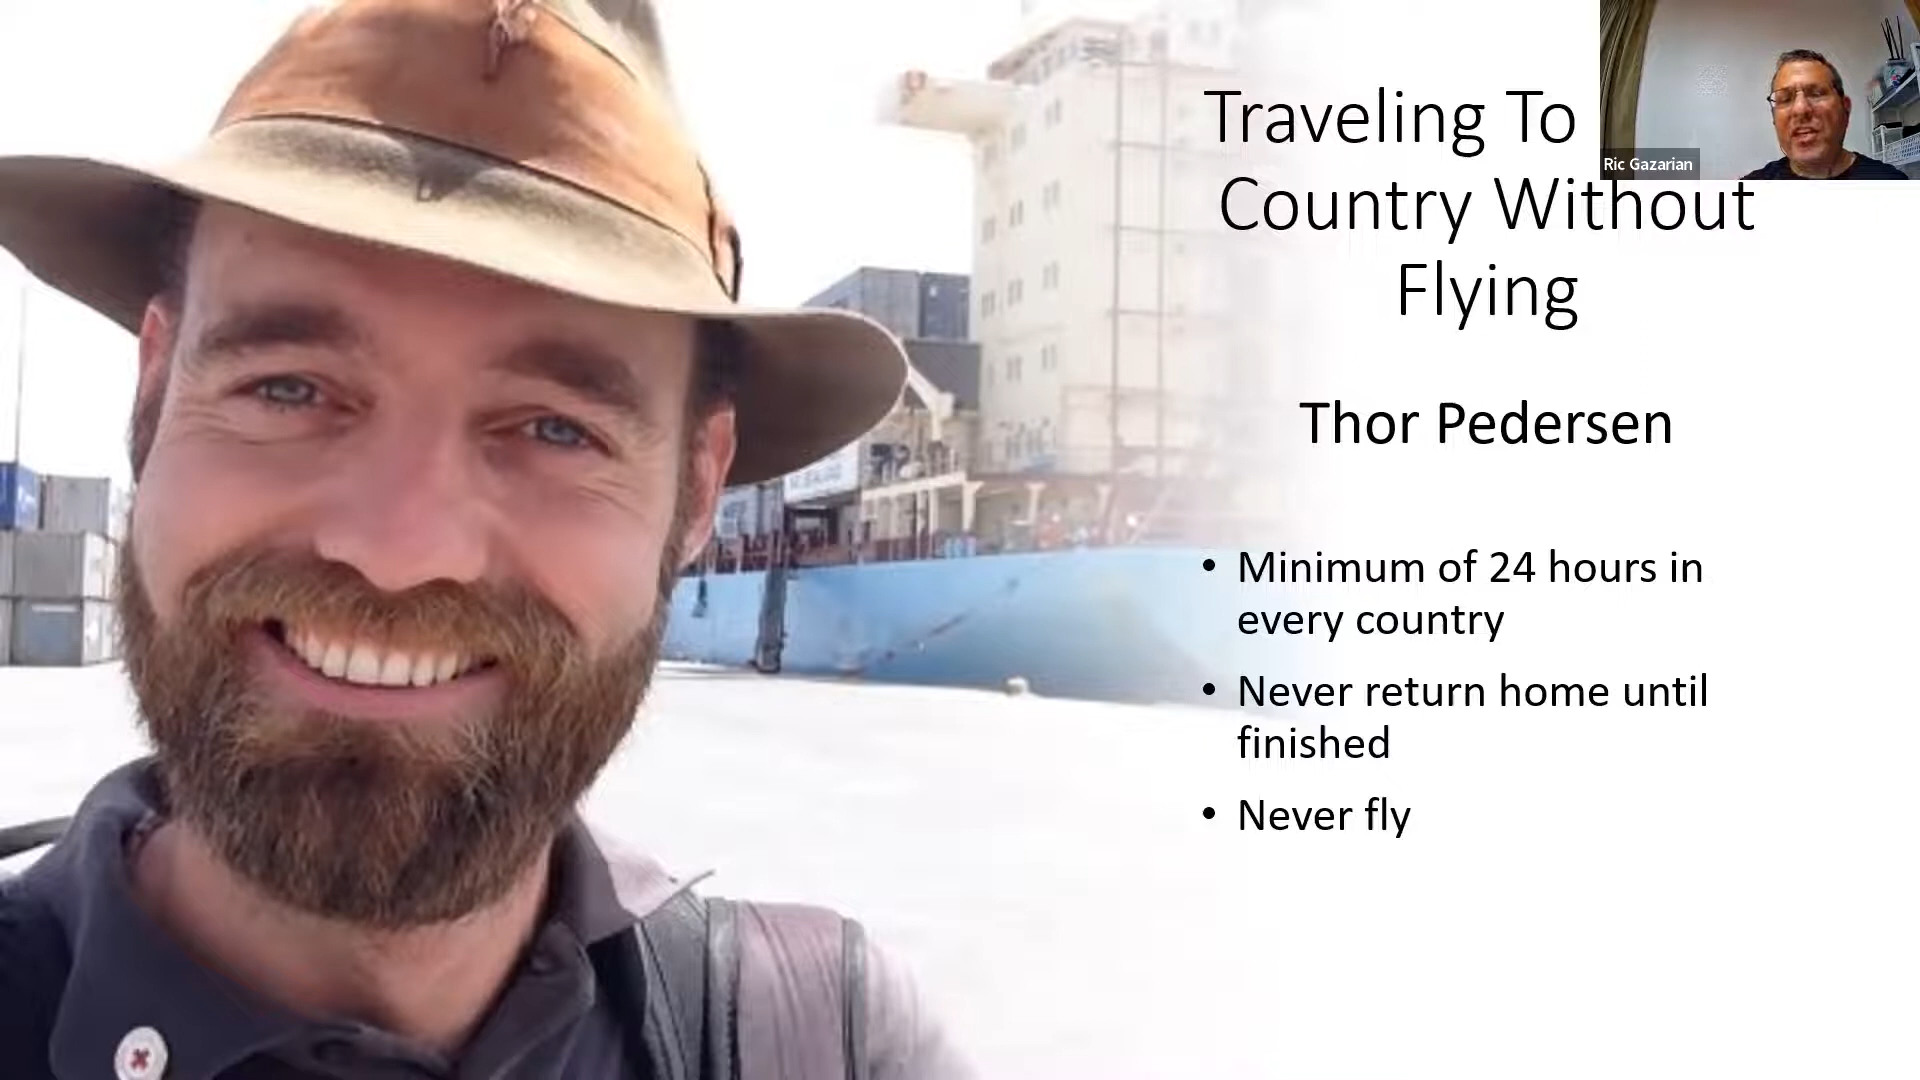 Traveling To
Country Without
Flying
Ric Gazarian
Thor Pedersen
• Minimum of 24 hours in
every country
• Never return home until
finished
• Never fly